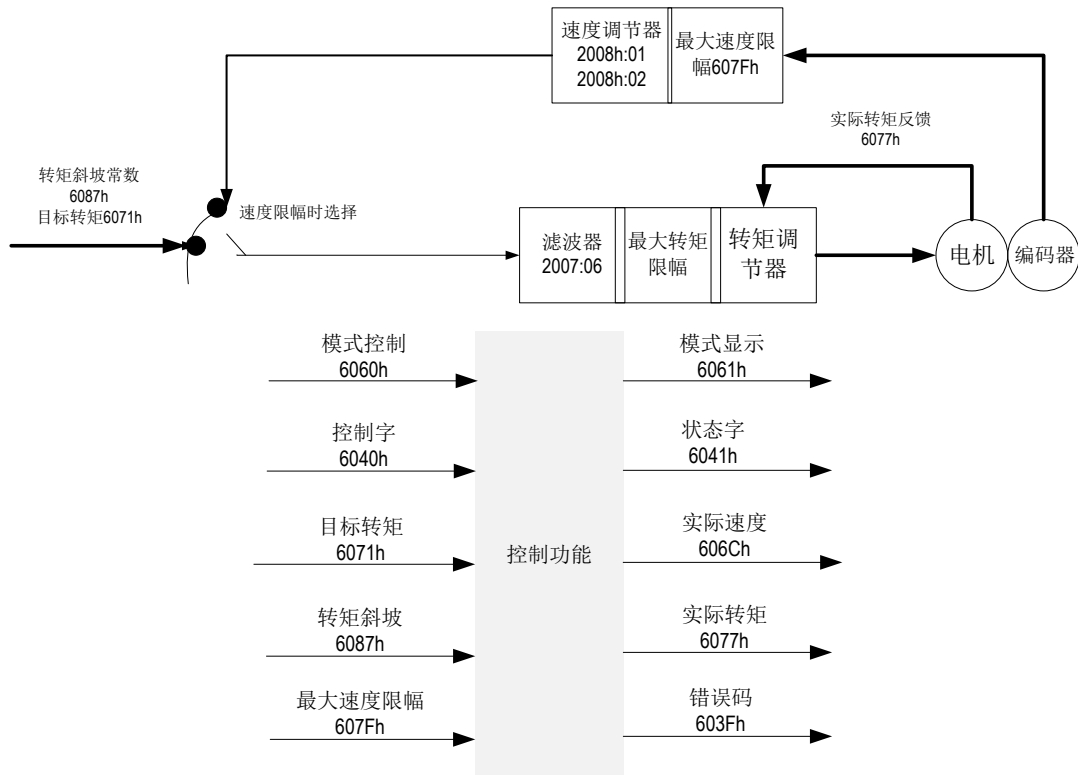 速度调节器
2008h:01
2008h:02
最大速度限
幅607Fh
实际转矩反馈
6077h
转矩斜坡常数
6087h
目标转矩6071h
速度限幅时选择
滤波器
2007:06
最大转矩
限幅
转矩调
节器
电机
编码器
模式控制
6060h
模式显示
6061h
控制字
6040h
状态字
6041h
目标转矩
6071h
控制功能
实际速度
606Ch
转矩斜坡
6087h
实际转矩
6077h
最大速度限幅
607Fh
错误码
603Fh